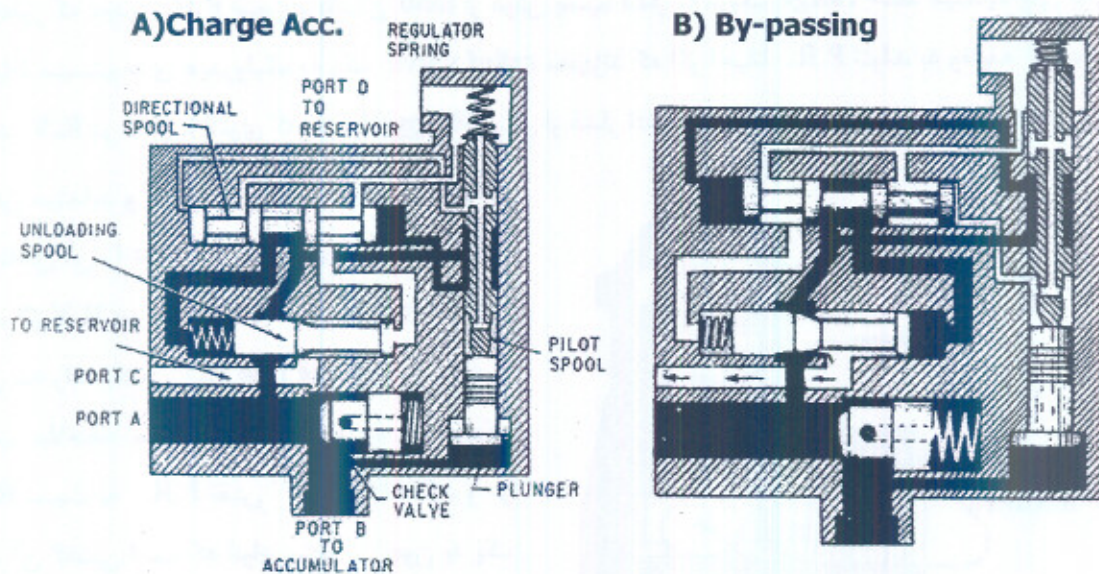 A)Charge Acc.
REGULATOR
SPRING
B) By-passing
PORT D
TO
RESERVOIR
DIRECTIONAL
SPOOL
UNLOADING
SPOOL
TO RESERVOIR
PORT C
PORT A
PILOT
SPOOL
CHECK
VALVE
PLUNGER
PORT B
TO
ACCUMULATOR